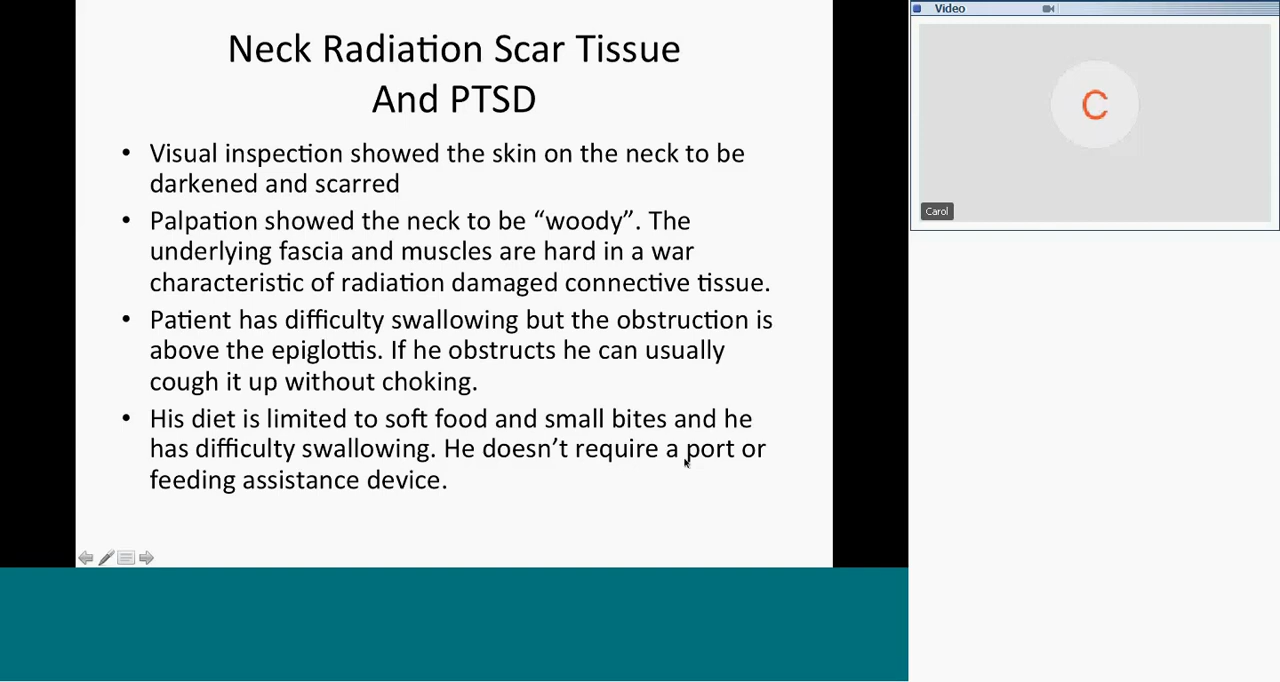 Neck Radiation Scar Tissue
And PTSD
• Visual inspection showed the skin on the neck to be
darkened and scarred
• Palpation showed the neck to be “woody”. The
underlying fascia and muscles are hard in a war
characteristic of radiation damaged connective tissue.
• Patient has difficulty swallowing but the obstruction is
above the epiglottis. If he obstructs he can usually
cough it up without choking.
• His diet is limited to soft food and small bites and he
has difficulty swallowing. He doesn’t require a port or
feeding assistance device.
Video
C
Carol